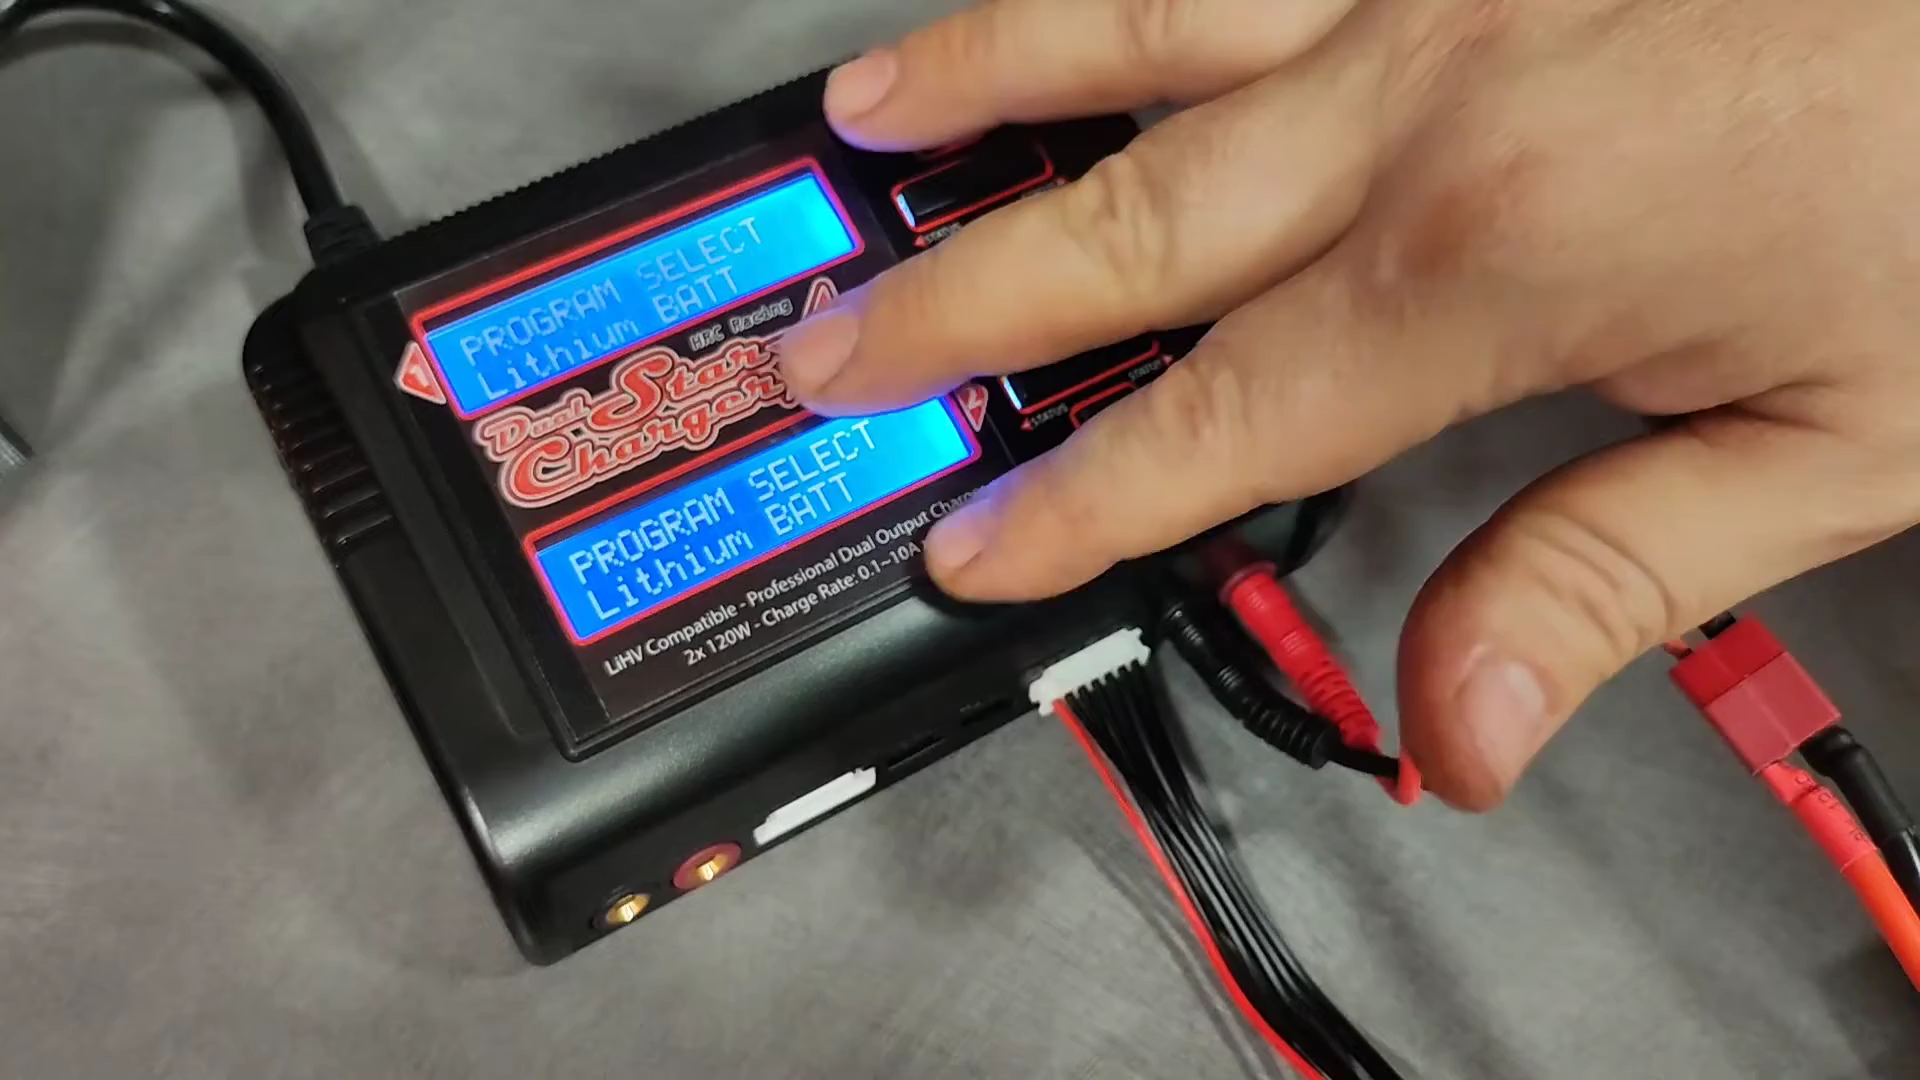 PROGRAM SELECT
Lithium BATT
1
HRC Racing
Dual Star
Charger
2
PROGRAM SELECT
Lithium BATT
LiHV Compatible - Professional Dual Output
2x 120W - Charge Rate: 0.1~10A
STATUS
STATUS
STATUS